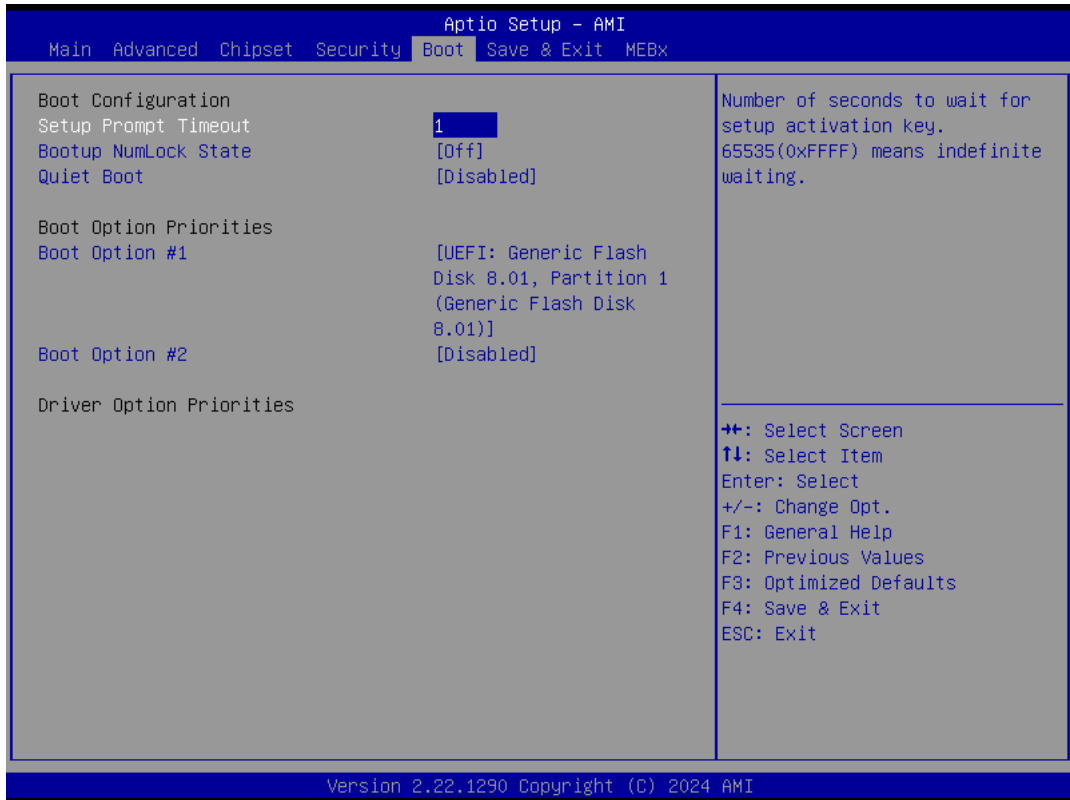 Aptio Setup – AMI
Main Advanced Chipset Security Boot Save & Exit MEBx
Boot Configuration
Setup Prompt Timeout 1
Bootup NumLock State [Off]
Quiet Boot [Disabled]
Boot Option Priorities
Boot Option #1 [UEFI: Generic Flash
Disk 8.01, Partition 1
(Generic Flash Disk
8.01)]
Boot Option #2 [Disabled]
Driver Option Priorities
Number of seconds to wait for
setup activation key.
65535(0xFFFF) means indefinite
waiting.
→←: Select Screen
↑↓: Select Item
Enter: Select
+/-: Change Opt.
F1: General Help
F2: Previous Values
F3: Optimized Defaults
F4: Save & Exit
ESC: Exit
Version 2.22.1290 Copyright (C) 2024 AMI